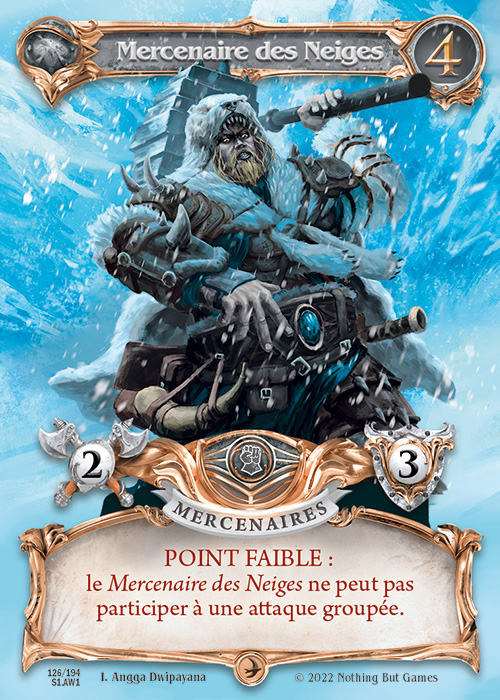 Mercenaire des Neiges
4
2
3
MERCENAIRES
POINT FAIBLE :
le Mercenaire des Neiges ne peut pas
participer à une attaque groupée.
126/194
S1.AW1
I. Angga Dwipayana
© 2022 Nothing But Games